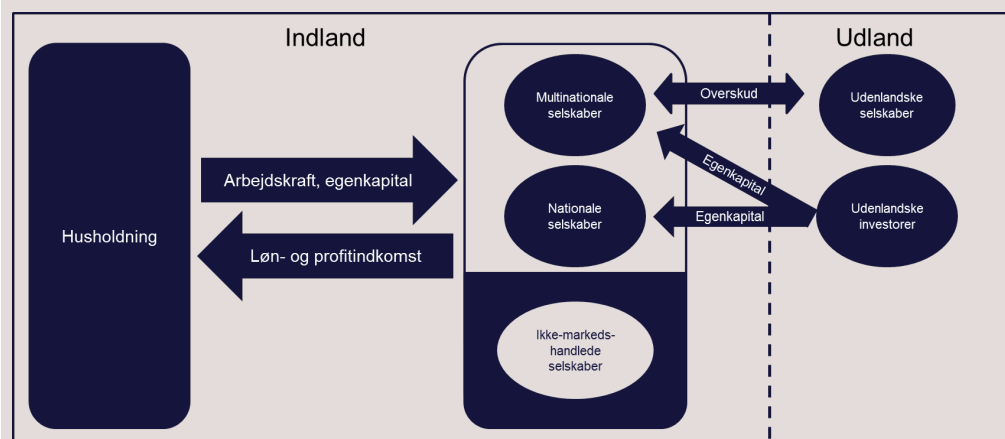 Indland
Udland
Husholdning
Arbejdskraft, egenkapital
Løn- og profitindkomst
Multinationale
selskaber
Nationale
selskaber
Ikke-markeds-
handlede
selskaber
Overskud
Egenkapital
Egenkapital
Udenlandske
selskaber
Udenlandske
investorer